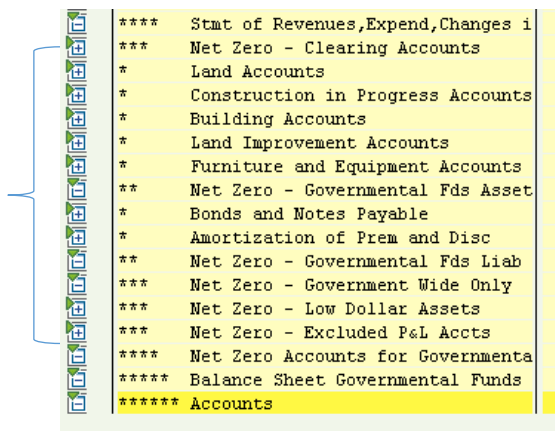 **** Stmt of Revenues,Expend,Changes i
*** Net Zero - Clearing Accounts
* Land Accounts
* Construction in Progress Accounts
* Building Accounts
* Land Improvement Accounts
* Furniture and Equipment Accounts
** Net Zero - Governmental Fds Asset
* Bonds and Notes Payable
* Amortization of Prem and Disc
** Net Zero - Governmental Fds Liab
*** Net Zero - Government Wide Only
*** Net Zero - Low Dollar Assets
*** Net Zero - Excluded P&L Accts
**** Net Zero Accounts for Governmenta
***** Balance Sheet Governmental Funds
****** Accounts